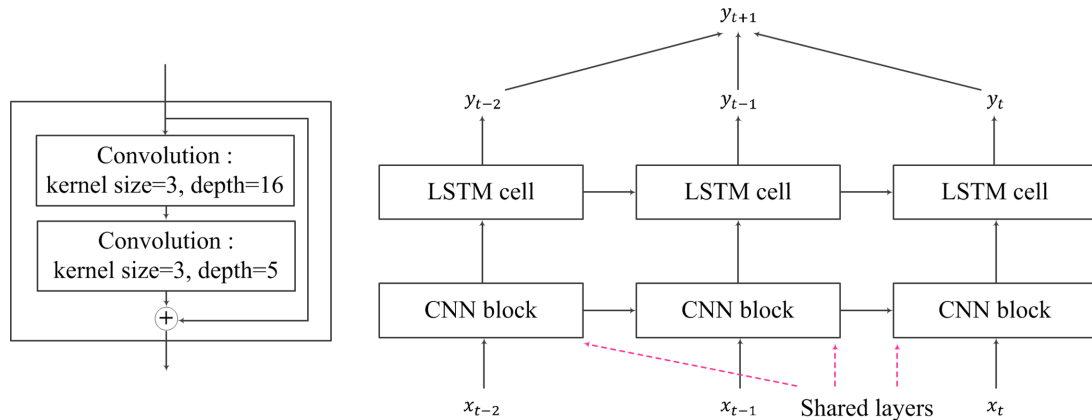 Convolution :
kernel size=3, depth=16
Convolution :
kernel size=3, depth=5
+
y_{t+1}
y_{t-2} y_{t-1} y_t
LSTM cell LSTM cell LSTM cell
CNN block CNN block CNN block
x_{t-2} x_{t-1} Shared layers x_t